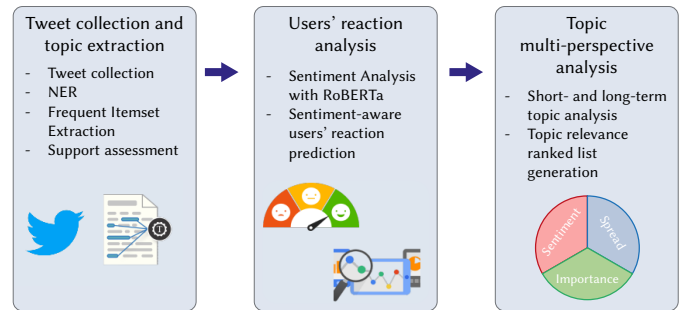 Tweet collection and
topic extraction
- Tweet collection
- NER
- Frequent Itemset
Extraction
- Support assessment
Users' reaction
analysis
- Sentiment Analysis
with RoBERTa
- Sentiment-aware
users' reaction
prediction
Topic
multi-perspective
analysis
- Short- and long-term
topic analysis
- Topic relevance
ranked list
generation
Sentiment
Spread
Importance